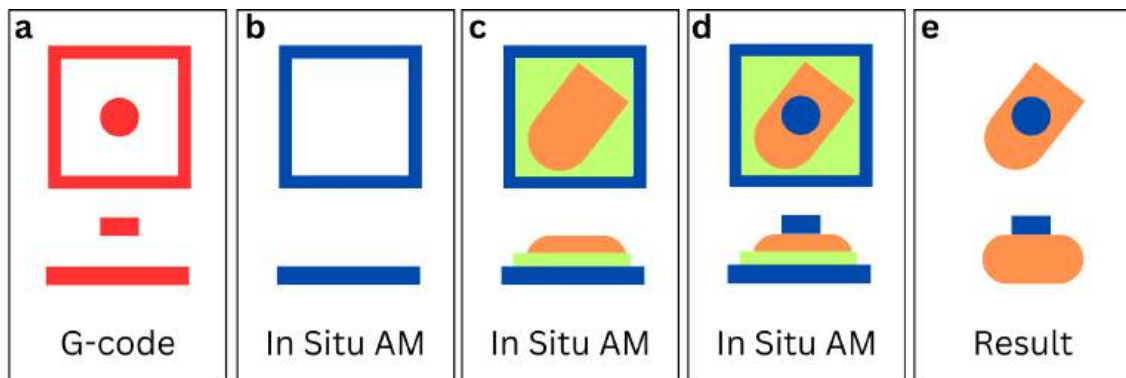 a
b
c
d
e
G-code
In Situ AM
In Situ AM
In Situ AM
Result